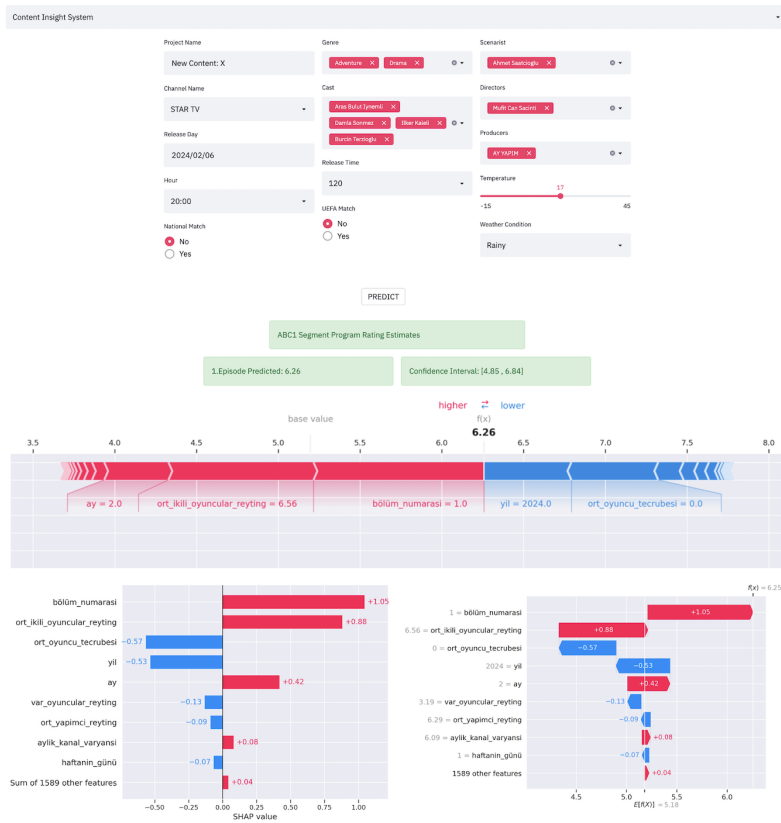 Content Insight System
Project Name
New Content: X
Channel Name
STAR TV
Release Day
2024/02/06
Hour
20:00
National Match
No
Yes
Genre
Adventure
Drama
Cast
Aras Bulut Iynemli
Damla Sonmez
Ilker Kaleli
Burcin Terzioglu
Release Time
120
UEFA Match
No
Yes
Scenarist
Ahmet Saatcioglu
Directors
Mufit Can Sacinti
Producers
AY YAPIM
Temperature
17
-15 45
Weather Condition
Rainy
PREDICT
ABC1 Segment Program Rating Estimates
1.Episode Predicted: 6.26
Confidence Interval: [4.85 , 6.84]
higher ⇄ lower
base value f(x)
6.26
3.5 4.0 4.5 5.0 5.5 6.0 6.5 7.0 7.5 8.0
ay = 2.0 ort_ikili_oyuncular_reyting = 6.56 bölüm_numarasi = 1.0 yil = 2024.0 ort_oyuncu_tecrubesi = 0.0
bölüm_numarasi +1.05
ort_ikili_oyuncular_reyting +0.88
ort_oyuncu_tecrubesi −0.57
yil −0.53
ay +0.42
var_oyuncular_reyting −0.13
ort_yapimci_reyting −0.09
aylik_kanal_varyansi +0.08
haftanin_günü −0.07
Sum of 1589 other features +0.04
−0.50 −0.25 0.00 0.25 0.50 0.75 1.00
SHAP value
f(x) = 6.25
1 = bölüm_numarasi +1.05
6.56 = ort_ikili_oyuncular_reyting +0.88
0 = ort_oyuncu_tecrubesi −0.57
2024 = yil −0.53
2 = ay +0.42
3.19 = var_oyuncular_reyting −0.13
6.29 = ort_yapimci_reyting −0.09
6.09 = aylik_kanal_varyansi +0.08
1 = haftanin_günü −0.07
1589 other features +0.04
4.5 5.0 5.5 6.0
E[f(X)] = 5.18